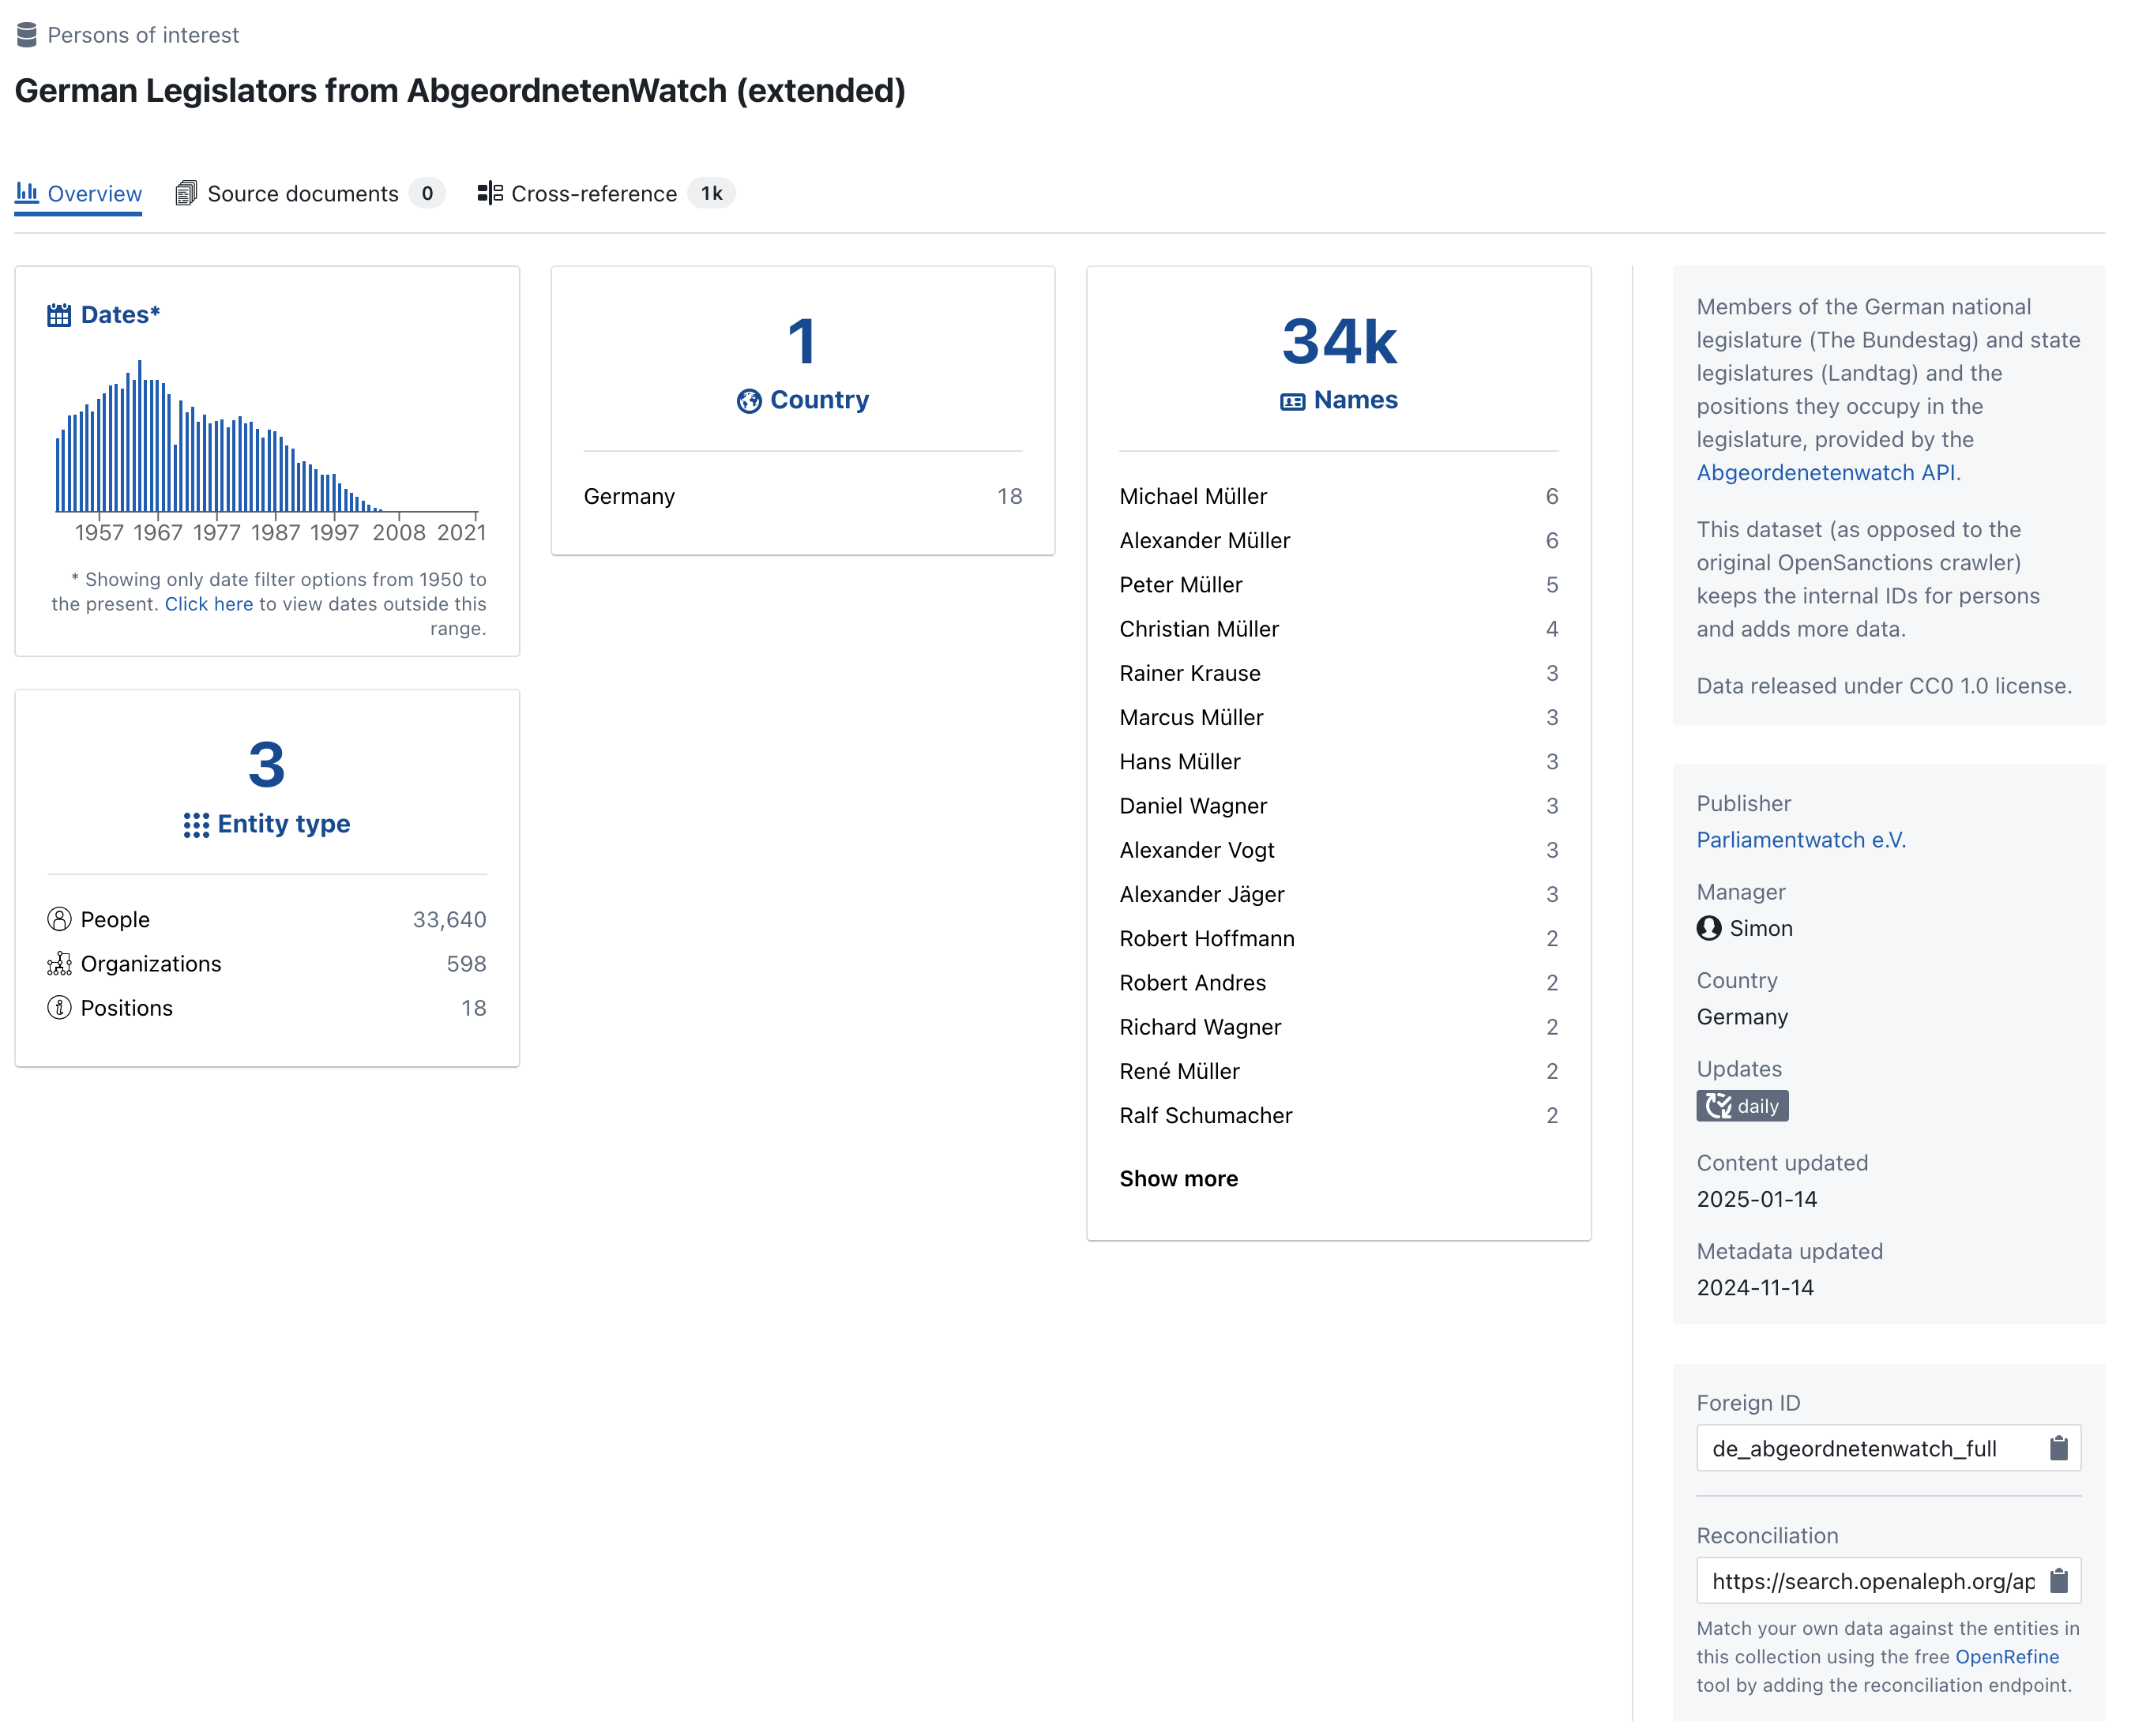 Persons of interest
German Legislators from AbgeordnetenWatch (extended)
Overview
Source documents 0
Cross-reference 1k
Dates*
1957 1967 1977 1987 1997 2008 2021
* Showing only date filter options from 1950 to
the present. Click here to view dates outside this
range.
3
Entity type
People 33,640
Organizations 598
Positions 18
1
Country
Germany 18
34k
Names
Michael Müller 6
Alexander Müller 6
Peter Müller 5
Christian Müller 4
Rainer Krause 3
Marcus Müller 3
Hans Müller 3
Daniel Wagner 3
Alexander Vogt 3
Alexander Jäger 3
Robert Hoffmann 2
Robert Andres 2
Richard Wagner 2
René Müller 2
Ralf Schumacher 2
Show more
Members of the German national
legislature (The Bundestag) and state
legislatures (Landtag) and the
positions they occupy in the
legislature, provided by the
Abgeordenetenwatch API.
This dataset (as opposed to the
original OpenSanctions crawler)
keeps the internal IDs for persons
and adds more data.
Data released under CC0 1.0 license.
Publisher
Parliamentwatch e.V.
Manager
Simon
Country
Germany
Updates
daily
Content updated
2025-01-14
Metadata updated
2024-11-14
Foreign ID
de_abgeordnetenwatch_full
Reconciliation
https://search.openaleph.org/ap
Match your own data against the entities in
this collection using the free OpenRefine
tool by adding the reconciliation endpoint.